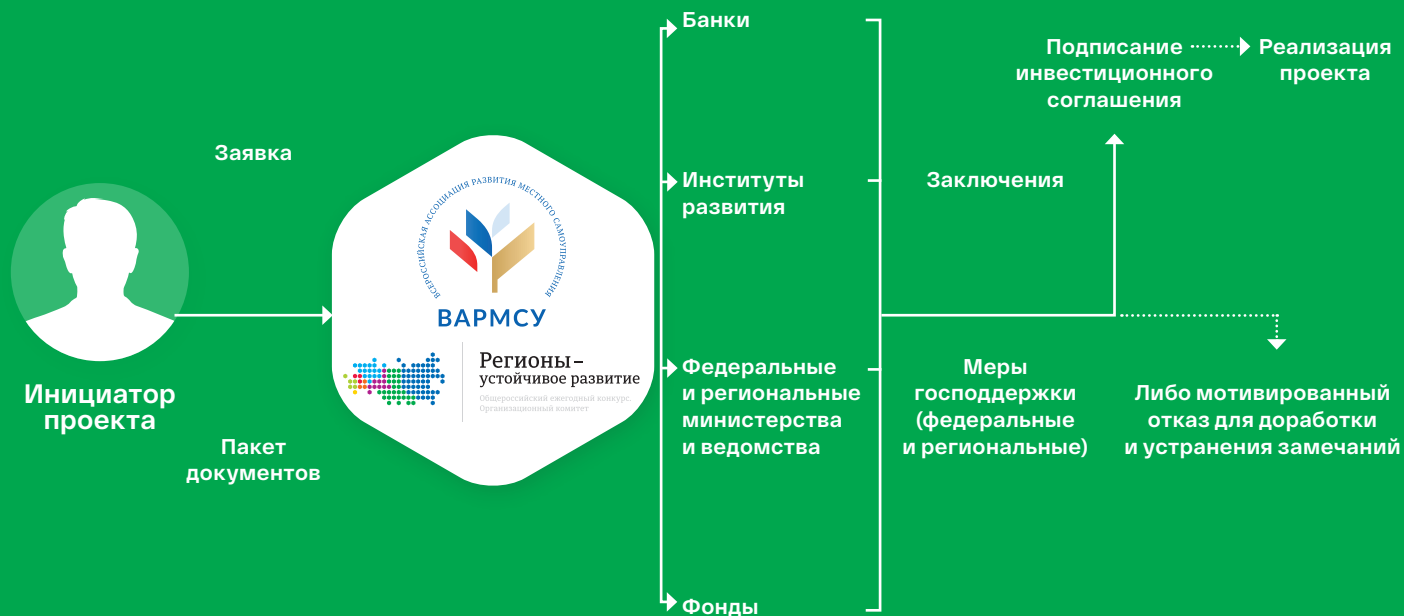 Заявка
Инициатор
проекта
Пакет
документов
ВСЕРОССИЙСКАЯ АССОЦИАЦИЯ РАЗВИТИЯ МЕСТНОГО САМОУПРАВЛЕНИЯ
ВАРМСУ
Регионы–
устойчивое развитие
Общероссийский ежегодный конкурс.
Организационный комитет
Банки
Институты
развития
Федеральные
и региональные
министерства
и ведомства
Фонды
Заключения
Меры
господдержки
(федеральные
и региональные)
Подписание
инвестиционного
соглашения
Реализация
проекта
Либо мотивированный
отказ для доработки
и устранения замечаний